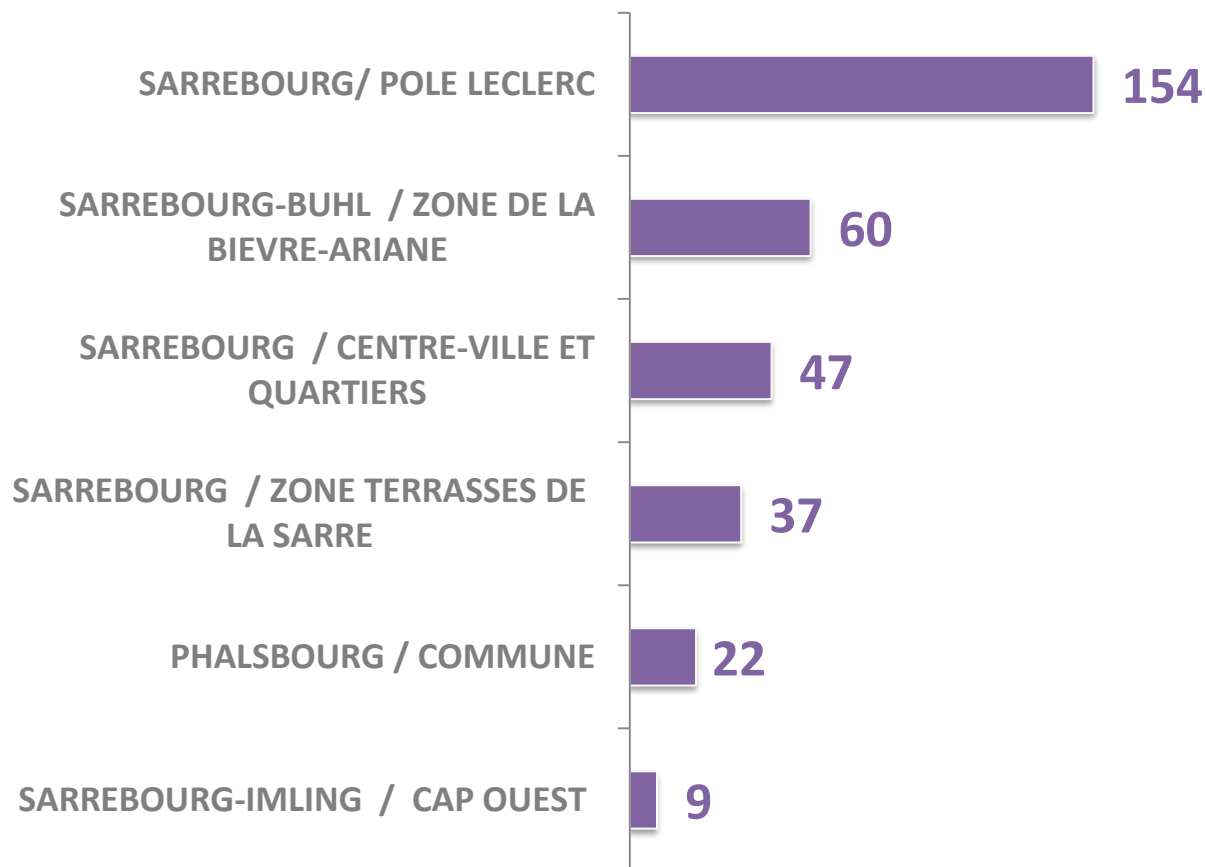 SARREBOURG/ POLE LECLERC
154
SARREBOURG-BUHL / ZONE DE LA
BIEVRE-ARIANE
60
SARREBOURG / CENTRE-VILLE ET
QUARTIERS
47
SARREBOURG / ZONE TERRASSES DE
LA SARRE
37
PHALSBOURG / COMMUNE
22
SARREBOURG-IMLING / CAP OUEST
9